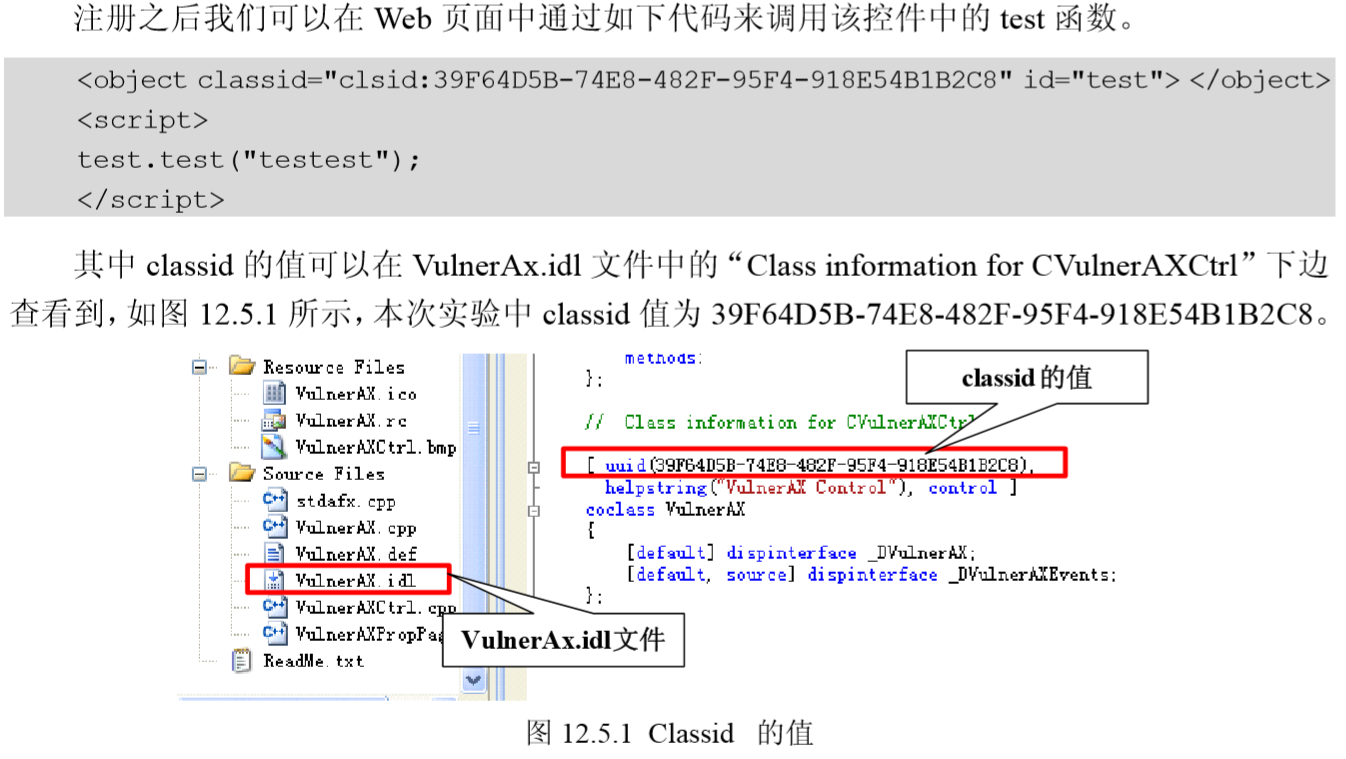 注册之后我们可以在 Web 页面中通过如下代码来调用该控件中的 test 函数。
<object classid="clsid:39F64D5B-74E8-482F-95F4-918E54B1B2C8" id="test"> </object>
<script>
test.test("testest");
</script>
其中 classid 的值可以在 VulnerAx.idl 文件中的“Class information for CVulnerAXCtrl”下边
查看到，如图 12.5.1 所示，本次实验中 classid 值为 39F64D5B-74E8-482F-95F4-918E54B1B2C8。
Resource Files
VulnerAX.ico
VulnerAX.rc
VulnerAXCtrl.bmp
Source Files
stdafx.cpp
VulnerAX.cpp
VulnerAX.def
VulnerAX.idl
VulnerAXCtrl.cpp
VulnerAXPropPag
ReadMe.txt
VulnerAx.idl文件
methods:
};
classid 的值
// Class information for CVulnerAXCtrl
[ uuid(39F64D5B-74E8-482F-95F4-918E54B1B2C8),
helpstring("VulnerAX Control"), control ]
coclass VulnerAX
{
[default] dispinterface _DVulnerAX;
[default, source] dispinterface _DVulnerAXEvents;
};
图 12.5.1 Classid 的值